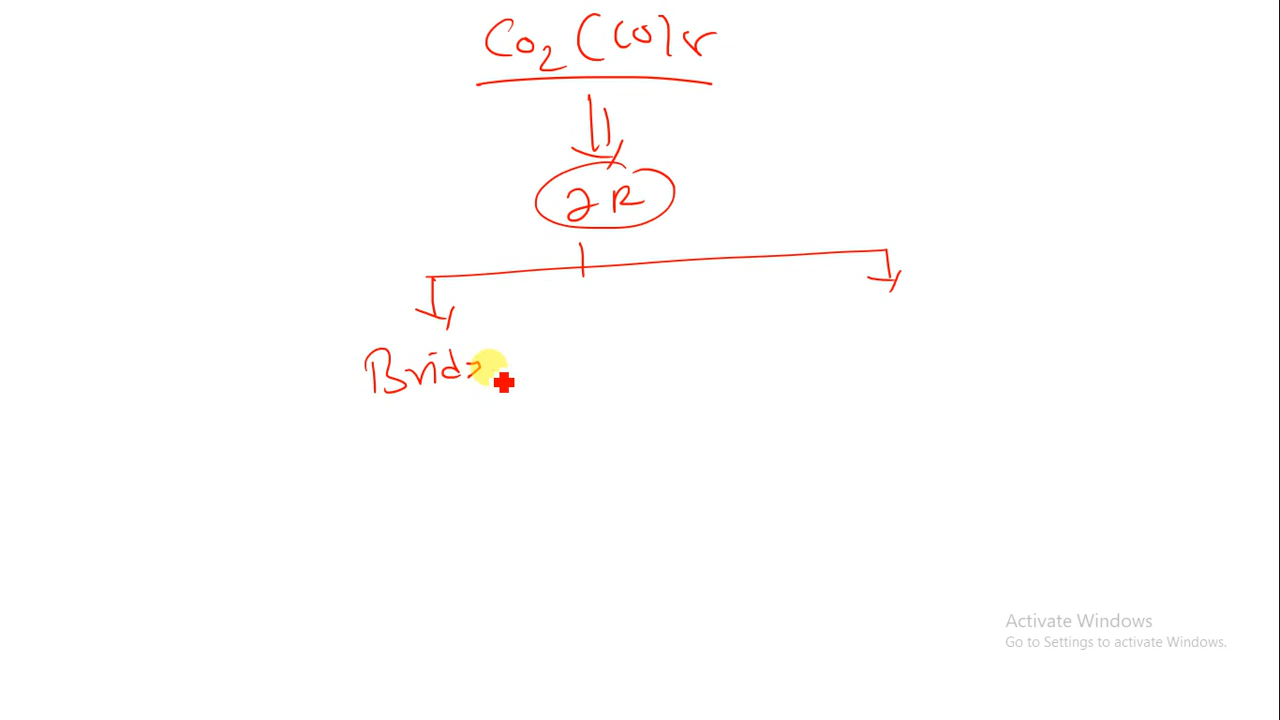 Co₂(CO)8
2R
Brid
Activate Windows
Go to Settings to activate Windows.